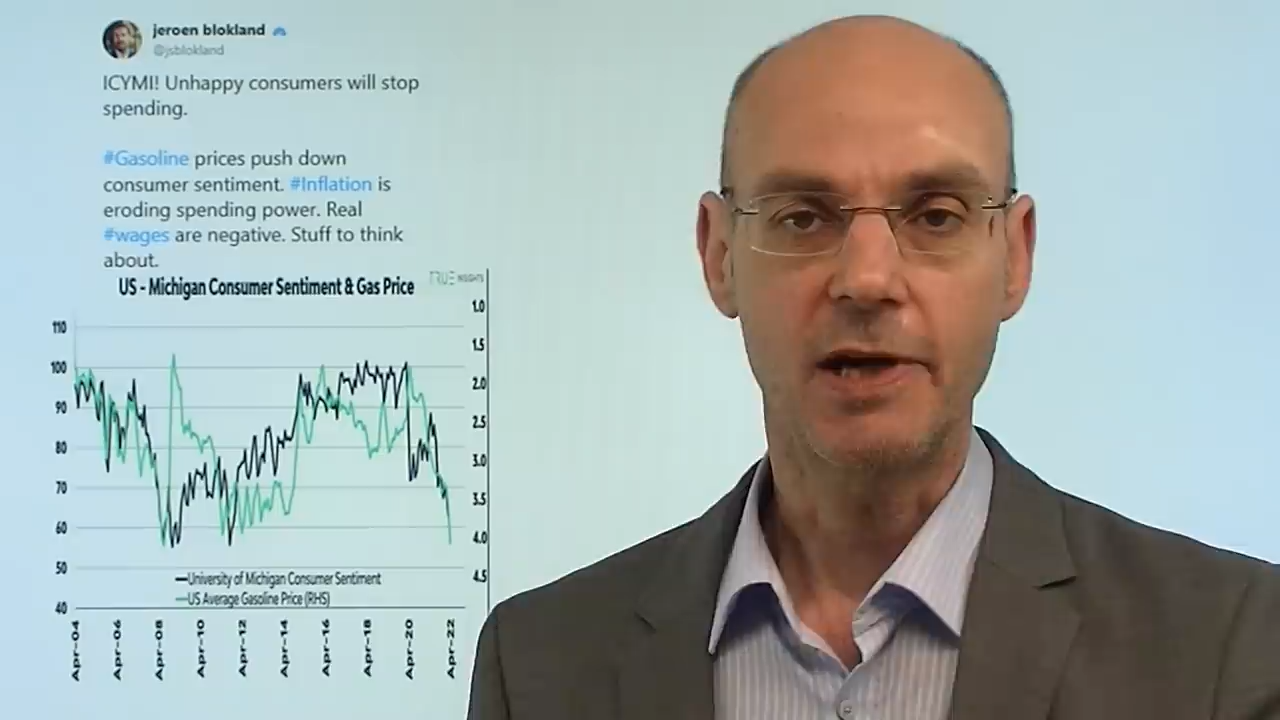 jeroen blokland
@jsblokland
ICYMI! Unhappy consumers will stop
spending.
#Gasoline prices push down
consumer sentiment. #Inflation is
eroding spending power. Real
#wages are negative. Stuff to think
about.
US - Michigan Consumer Sentiment & Gas Price
TRUE INSIGHTS
110
100
90
80
70
60
50
40
1.0
1.5
2.0
2.5
3.0
3.5
4.0
4.5
University of Michigan Consumer Sentiment
US Average Gasoline Price (RHS)
Apr-04
Apr-06
Apr-08
Apr-10
Apr-12
Apr-14
Apr-16
Apr-18
Apr-20
Apr-22